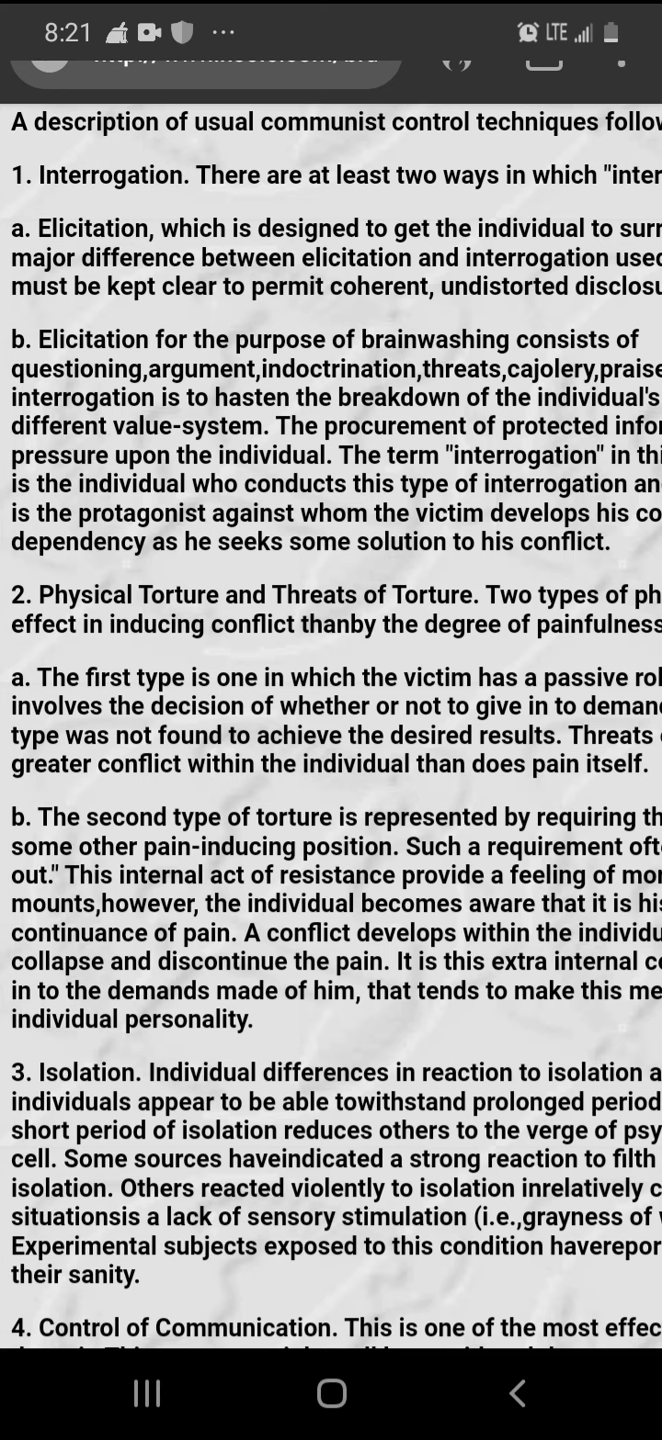 8:21
LTE
A description of usual communist control techniques follow
1. Interrogation. There are at least two ways in which "inter
a. Elicitation, which is designed to get the individual to surr
major difference between elicitation and interrogation used
must be kept clear to permit coherent, undistorted disclosu
b. Elicitation for the purpose of brainwashing consists of
questioning,argument,indoctrination,threats,cajolery,praise
interrogation is to hasten the breakdown of the individual's
different value-system. The procurement of protected infor
pressure upon the individual. The term "interrogation" in thi
is the individual who conducts this type of interrogation an
is the protagonist against whom the victim develops his co
dependency as he seeks some solution to his conflict.
2. Physical Torture and Threats of Torture. Two types of ph
effect in inducing conflict thanby the degree of painfulness
a. The first type is one in which the victim has a passive rol
involves the decision of whether or not to give in to deman
type was not found to achieve the desired results. Threats
greater conflict within the individual than does pain itself.
b. The second type of torture is represented by requiring th
some other pain-inducing position. Such a requirement oft
out." This internal act of resistance provide a feeling of mor
mounts,however, the individual becomes aware that it is his
continuance of pain. A conflict develops within the individu
collapse and discontinue the pain. It is this extra internal co
in to the demands made of him, that tends to make this me
individual personality.
3. Isolation. Individual differences in reaction to isolation a
individuals appear to be able towithstand prolonged period
short period of isolation reduces others to the verge of psy
cell. Some sources haveindicated a strong reaction to filth
isolation. Others reacted violently to isolation inrelatively c
situationsis a lack of sensory stimulation (i.e.,grayness of
Experimental subjects exposed to this condition haverepor
their sanity.
4. Control of Communication. This is one of the most effec